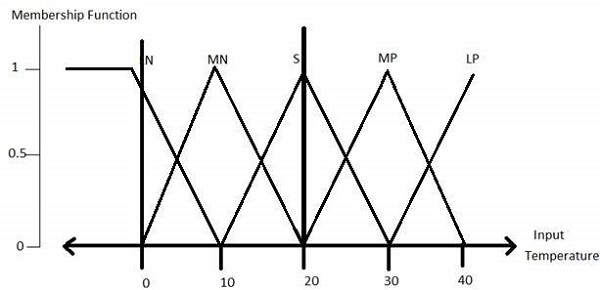 Membership Function
N
MN
S
MP
LP
1
0.5
0
Input
Temperature
0
10
20
30
40